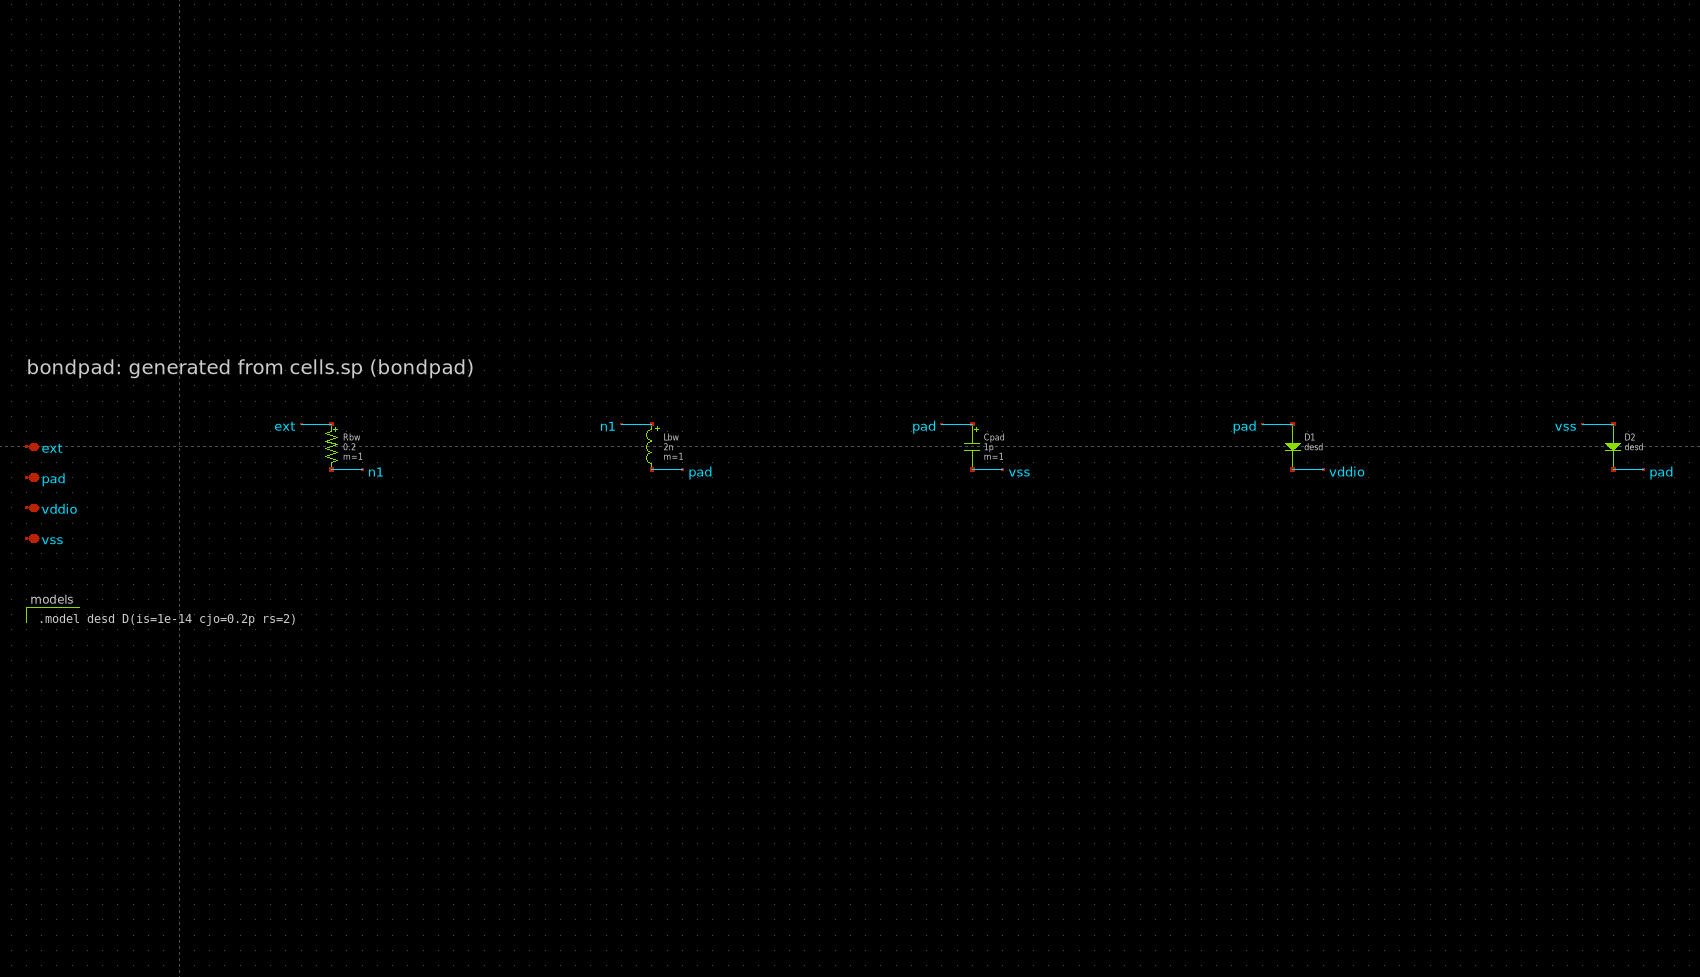 bondpad: generated from cells.sp (bondpad)
ext
pad
vddio
vss
ext
+
Rbw
0.2
m=1
n1
n1
+
Lbw
2n
m=1
pad
pad
+
Cpad
1p
m=1
vss
pad
D1
desd
vddio
vss
D2
desd
pad
models
.model desd D(is=1e-14 cjo=0.2p rs=2)